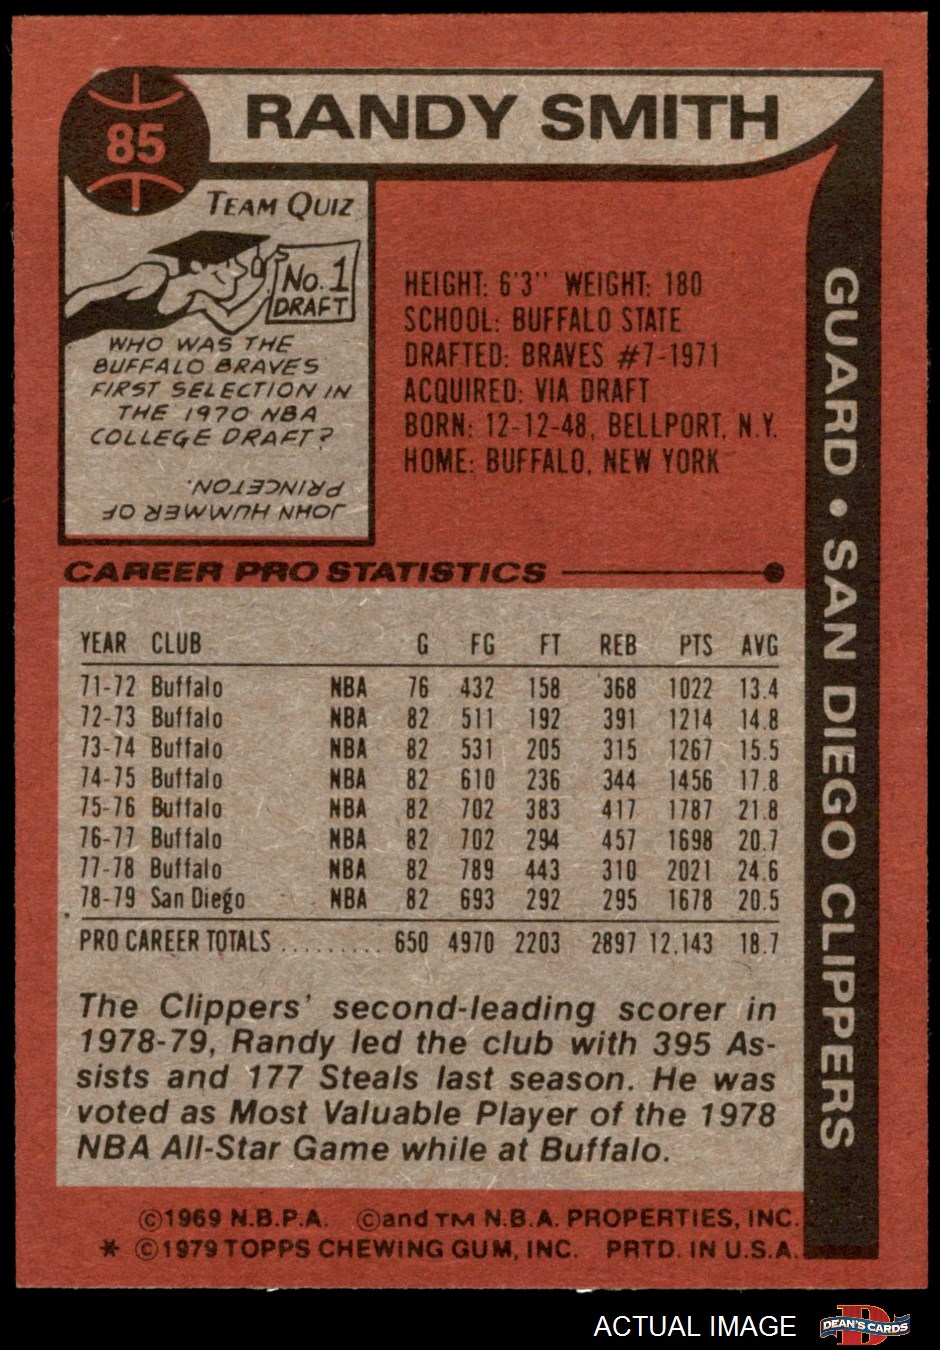 85
RANDY SMITH
TEAM QUIZ
NO. 1
DRAFT
WHO WAS THE
BUFFALO BRAVES
FIRST SELECTION IN
THE 1970 NBA
COLLEGE DRAFT?
JOHN HUMMER OF
PRINCETON.
HEIGHT: 6'3" WEIGHT: 180
SCHOOL: BUFFALO STATE
DRAFTED: BRAVES #7-1971
ACQUIRED: VIA DRAFT
BORN: 12-12-48, BELLPORT, N.Y.
HOME: BUFFALO, NEW YORK
GUARD • SAN DIEGO CLIPPERS
CAREER PRO STATISTICS
YEAR CLUB G FG FT REB PTS AVG
71-72 Buffalo NBA 76 432 158 368 1022 13.4
72-73 Buffalo NBA 82 511 192 391 1214 14.8
73-74 Buffalo NBA 82 531 205 315 1267 15.5
74-75 Buffalo NBA 82 610 236 344 1456 17.8
75-76 Buffalo NBA 82 702 383 417 1787 21.8
76-77 Buffalo NBA 82 702 294 457 1698 20.7
77-78 Buffalo NBA 82 789 443 310 2021 24.6
78-79 San Diego NBA 82 693 292 295 1678 20.5
PRO CAREER TOTALS ......... 650 4970 2203 2897 12,143 18.7
The Clippers' second-leading scorer in
1978-79, Randy led the club with 395 As-
sists and 177 Steals last season. He was
voted as Most Valuable Player of the 1978
NBA All-Star Game while at Buffalo.
©1969 N.B.P.A. ©and TM N.B.A. PROPERTIES, INC.
* ©1979 TOPPS CHEWING GUM, INC. PRTD. IN U.S.A.
ACTUAL IMAGE
D
DEAN'S CARDS